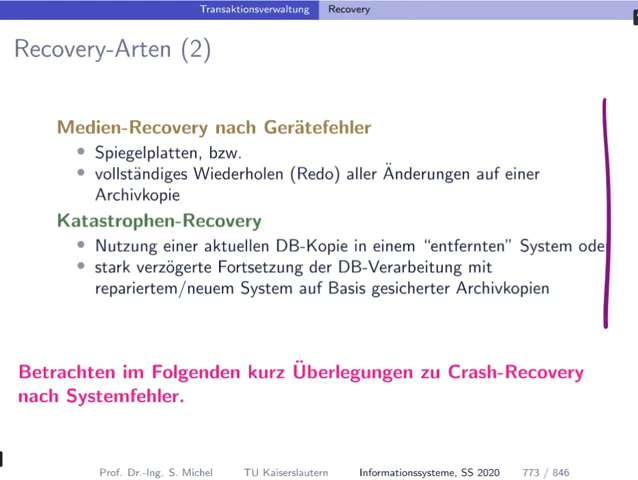 Transaktionsverwaltung Recovery
Recovery-Arten (2)
Medien-Recovery nach Gerätefehler
• Spiegelplatten, bzw.
• vollständiges Wiederholen (Redo) aller Änderungen auf einer
Archivkopie
Katastrophen-Recovery
• Nutzung einer aktuellen DB-Kopie in einem “entfernten” System oder
• stark verzögerte Fortsetzung der DB-Verarbeitung mit
repariertem/neuem System auf Basis gesicherter Archivkopien
Betrachten im Folgenden kurz Überlegungen zu Crash-Recovery
nach Systemfehler.
Prof. Dr.-Ing. S. Michel TU Kaiserslautern Informationssysteme, SS 2020 773 / 846